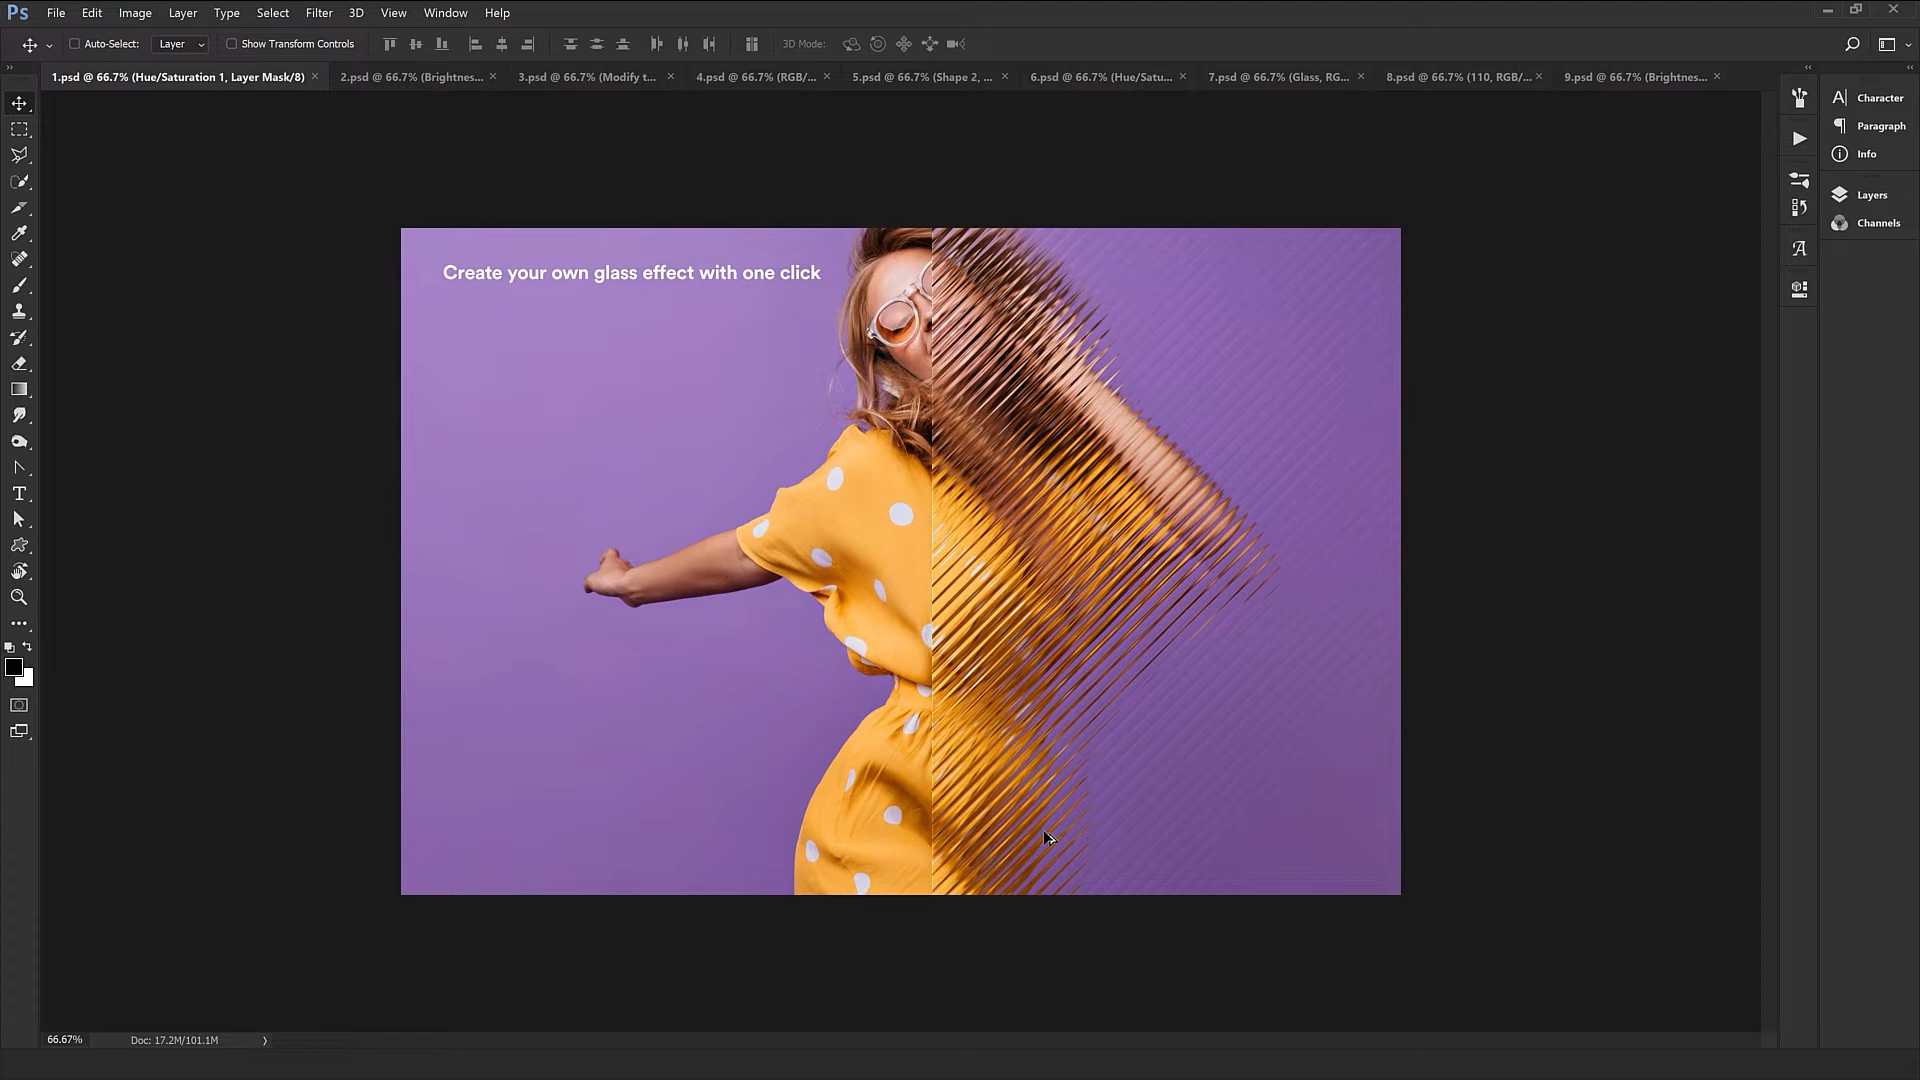 Ps File Edit Image Layer Type Select Filter 3D View Window Help
Auto-Select: Layer Show Transform Controls 3D Mode:
1.psd @ 66.7% (Hue/Saturation 1, Layer Mask/8) × 2.psd @ 66.7% (Brightnes... × 3.psd @ 66.7% (Modify t... × 4.psd @ 66.7% (RGB/... × 5.psd @ 66.7% (Shape 2, ... × 6.psd @ 66.7% (Hue/Satu... × 7.psd @ 66.7% (Glass, RG... × 8.psd @ 66.7% (110, RGB/... × 9.psd @ 66.7% (Brightnes... ×
Character
Paragraph
Info
Layers
Channels
Create your own glass effect with one click
66.67% Doc: 17.2M/101.1M